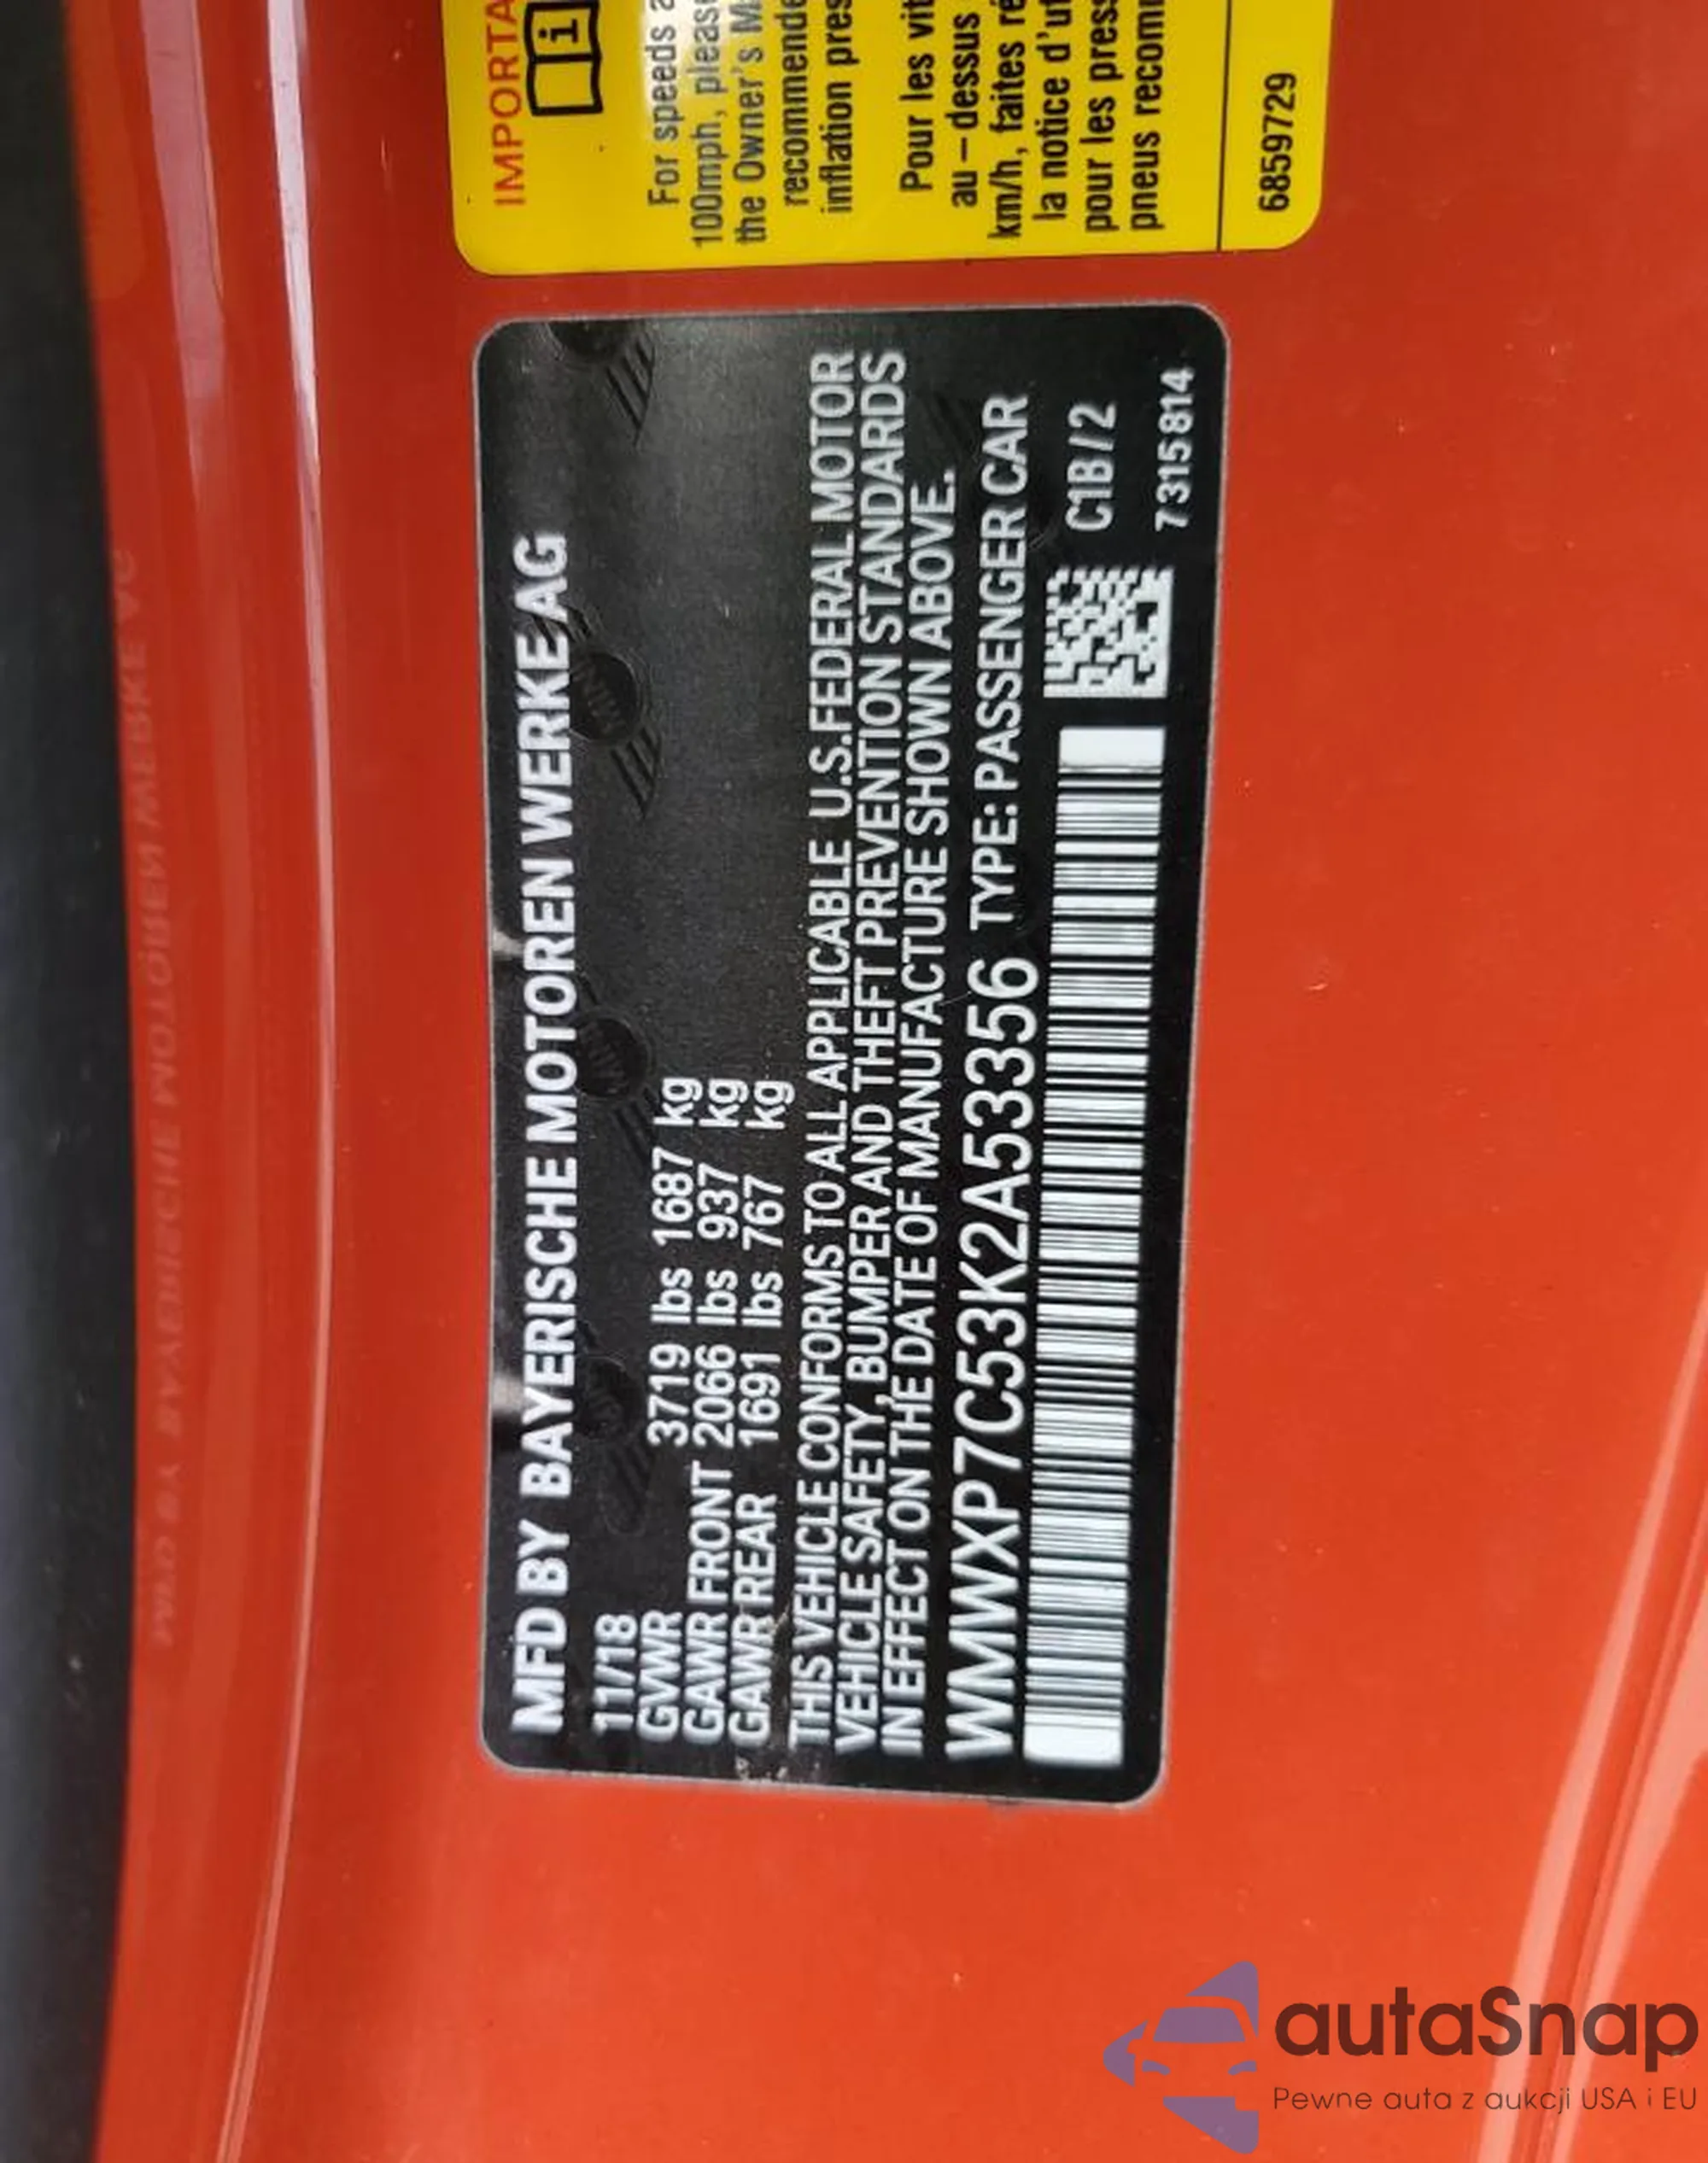 IMPORTA
For speeds a
100mph, pleas
the Owner's M
recommende
inflation pres
Pour les vit
au-dessus
km/h, faites ré
la notice d'ut
pour les press
pneus recomm
6859729
MFD BY BAYERISCHE MOTOREN WERKE AG
11/18
GVWR 3719 lbs 1687 kg
GAWR FRONT 2066 lbs 937 kg
GAWR REAR 1691 lbs 767 kg
THIS VEHICLE CONFORMS TO ALL APPLICABLE U.S. FEDERAL MOTOR
VEHICLE SAFETY, BUMPER AND THEFT PREVENTION STANDARDS
IN EFFECT ON THE DATE OF MANUFACTURE SHOWN ABOVE.
WMWXP7C53K2A53356 TYPE: PASSENGER CAR
C1B//2
7315814
autaSnap
Pewne auta z aukcji USA i EU